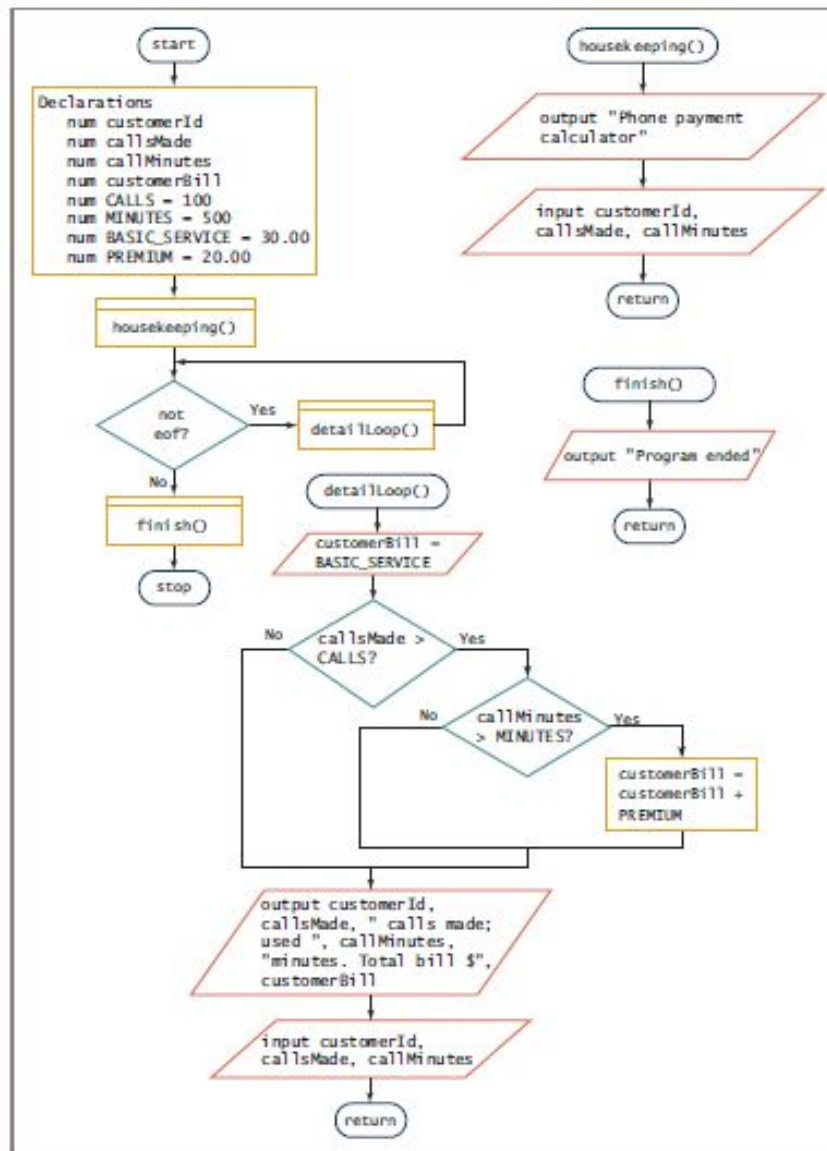 start
Declarations
num customerId
num callsMade
num callMinutes
num customerBill
num CALLS = 100
num MINUTES = 500
num BASIC_SERVICE = 30.00
num PREMIUM = 20.00
housekeeping()
not
eof?
Yes
detailLoop()
No
finish()
stop
housekeeping()
output "Phone payment
calculator"
input customerId,
callsMade, callMinutes
return
finish()
output "Program ended"
return
detailLoop()
customerBill =
BASIC_SERVICE
No
callsMade >
CALLS?
Yes
No
callMinutes
> MINUTES?
Yes
customerBill =
customerBill +
PREMIUM
output customerId,
callsMade, " calls made;
used ", callMinutes,
"minutes. Total bill $",
customerBill
input customerId,
callsMade, callMinutes
return